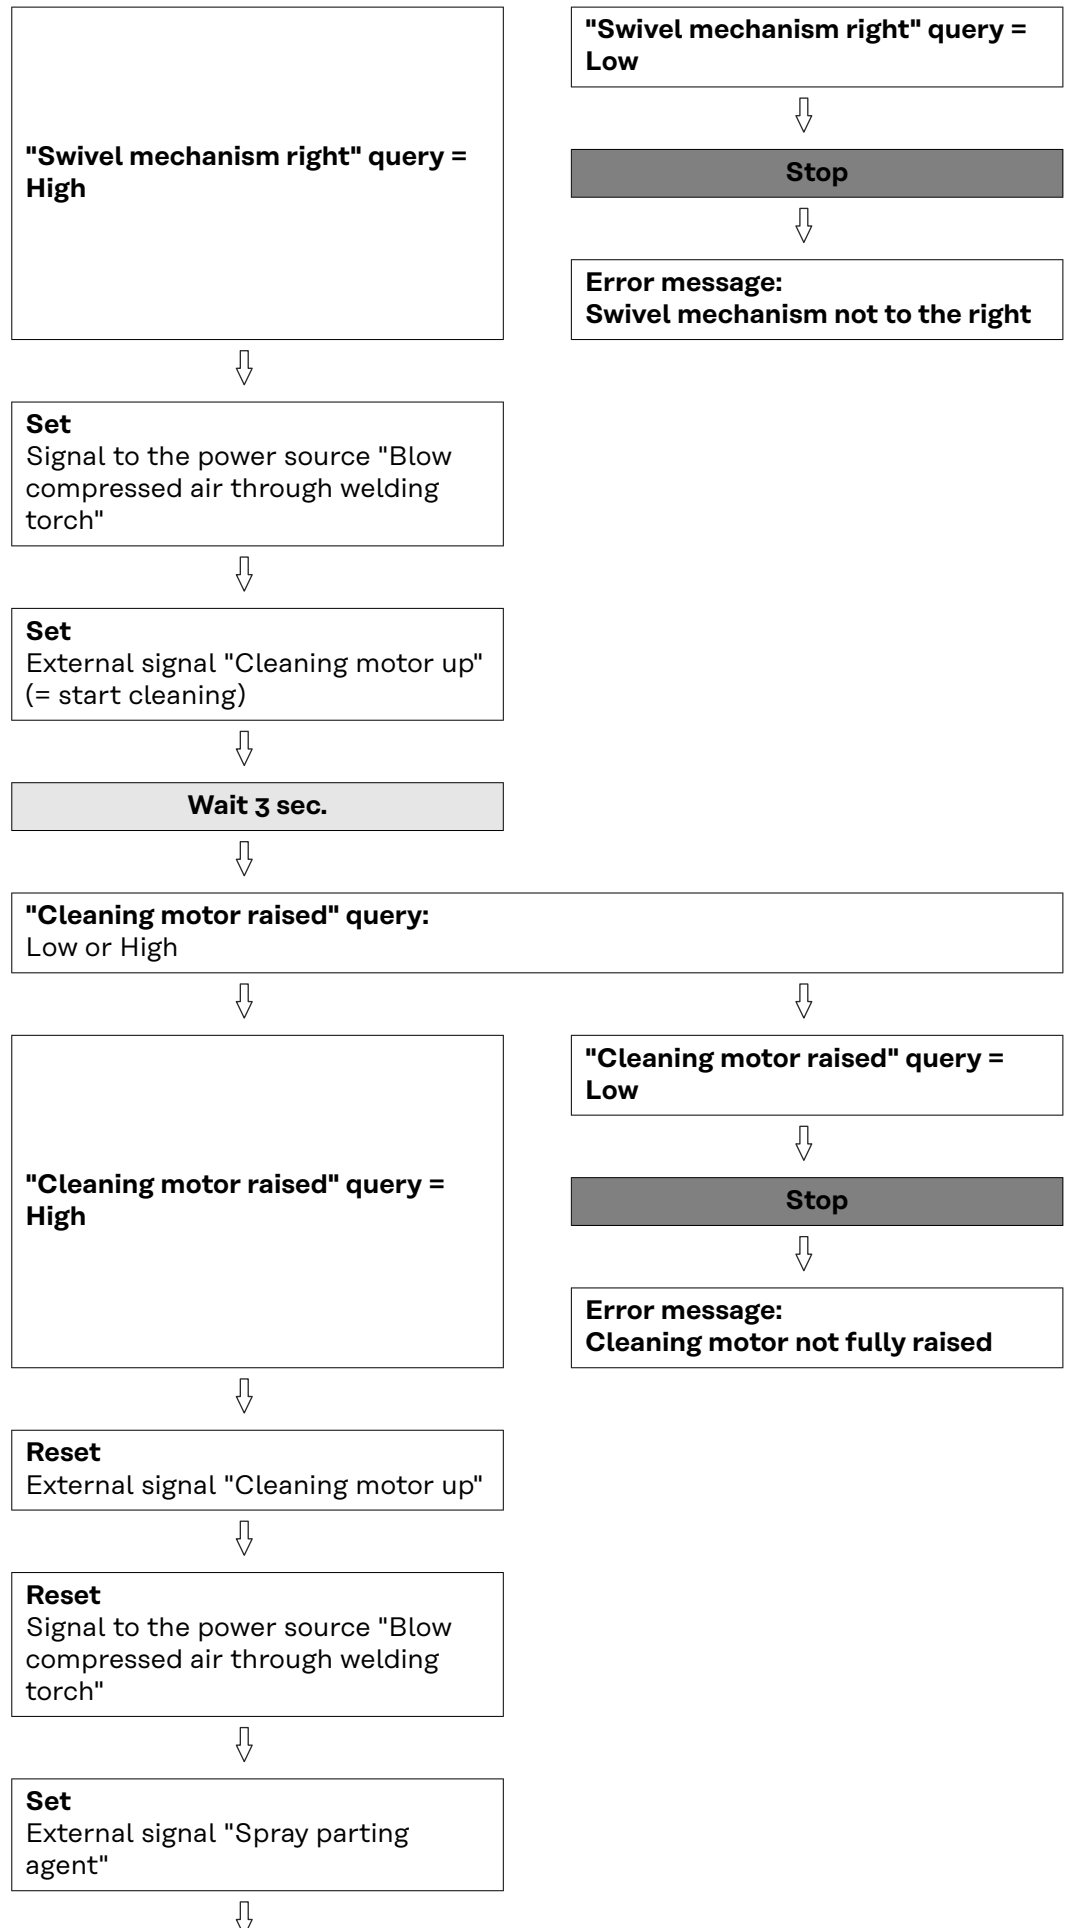 "Swivel mechanism right" query =
High
"Swivel mechanism right" query =
Low
Stop
Error message:
Swivel mechanism not to the right
Set
Signal to the power source "Blow
compressed air through welding
torch"
Set
External signal "Cleaning motor up"
(= start cleaning)
Wait 3 sec.
"Cleaning motor raised" query:
Low or High
"Cleaning motor raised" query =
High
"Cleaning motor raised" query =
Low
Stop
Error message:
Cleaning motor not fully raised
Reset
External signal "Cleaning motor up"
Reset
Signal to the power source "Blow
compressed air through welding
torch"
Set
External signal "Spray parting
agent"